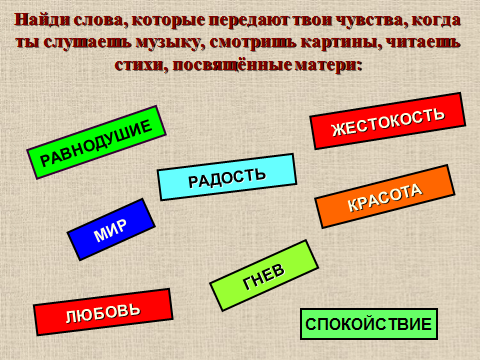 Найди слова, которые передают твои чувства, когда
ты слушаешь музыку, смотришь картины, читаешь
стихи, посвящённые матери:
ЖЕСТОКОСТЬ
РАВНОДУШИЕ
РАДОСТЬ
КРАСОТА
МИР
ГНЕВ
ЛЮБОВЬ
СПОКОЙСТВИЕ